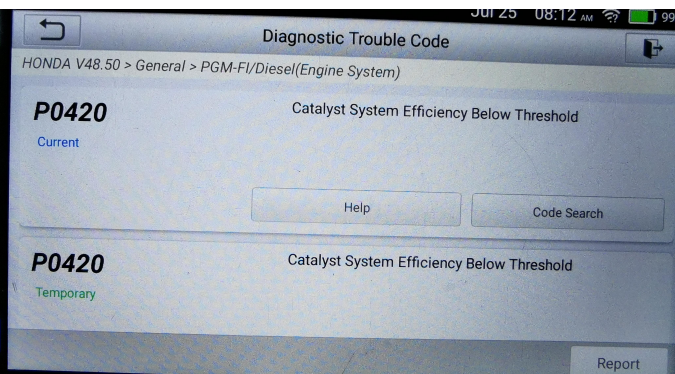 Jul 25 08:12 AM 99
Diagnostic Trouble Code
HONDA V48.50 > General > PGM-FI/Diesel(Engine System)
P0420 Catalyst System Efficiency Below Threshold
Current
Help Code Search
P0420 Catalyst System Efficiency Below Threshold
Temporary
Report